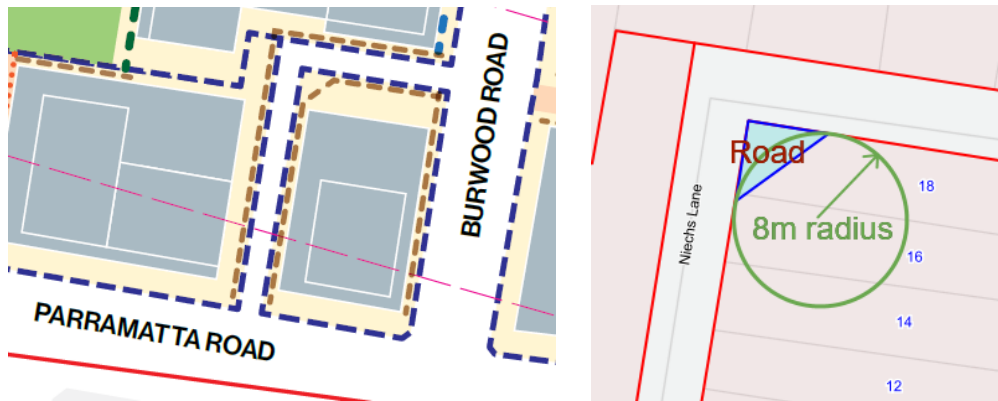 BURWOOD ROAD
PARRAMATTA ROAD
Road
8m radius
Niechs Lane
18
16
14
12